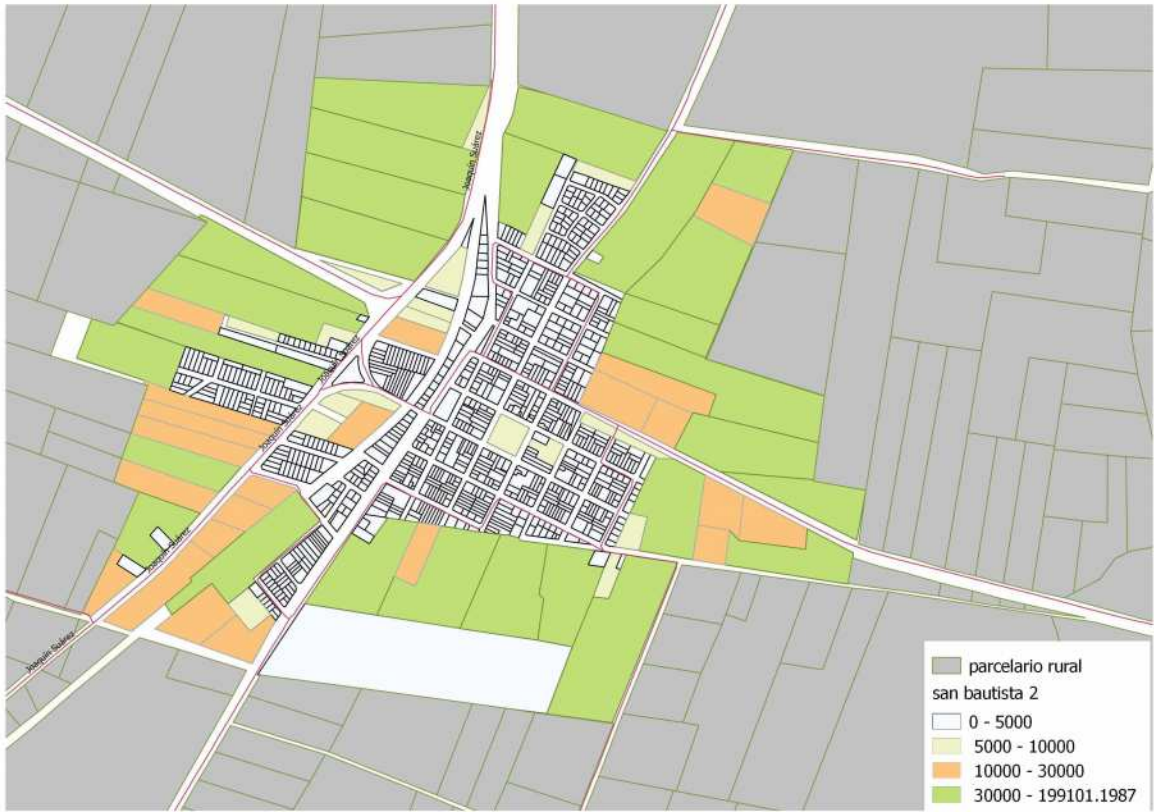 Joaquín Suárez
Joaquín Suárez
Joaquín Suárez
Joaquín Suárez
Joaquín Suárez
parcelario rural
san bautista 2
0 - 5000
5000 - 10000
10000 - 30000
30000 - 199101.1987